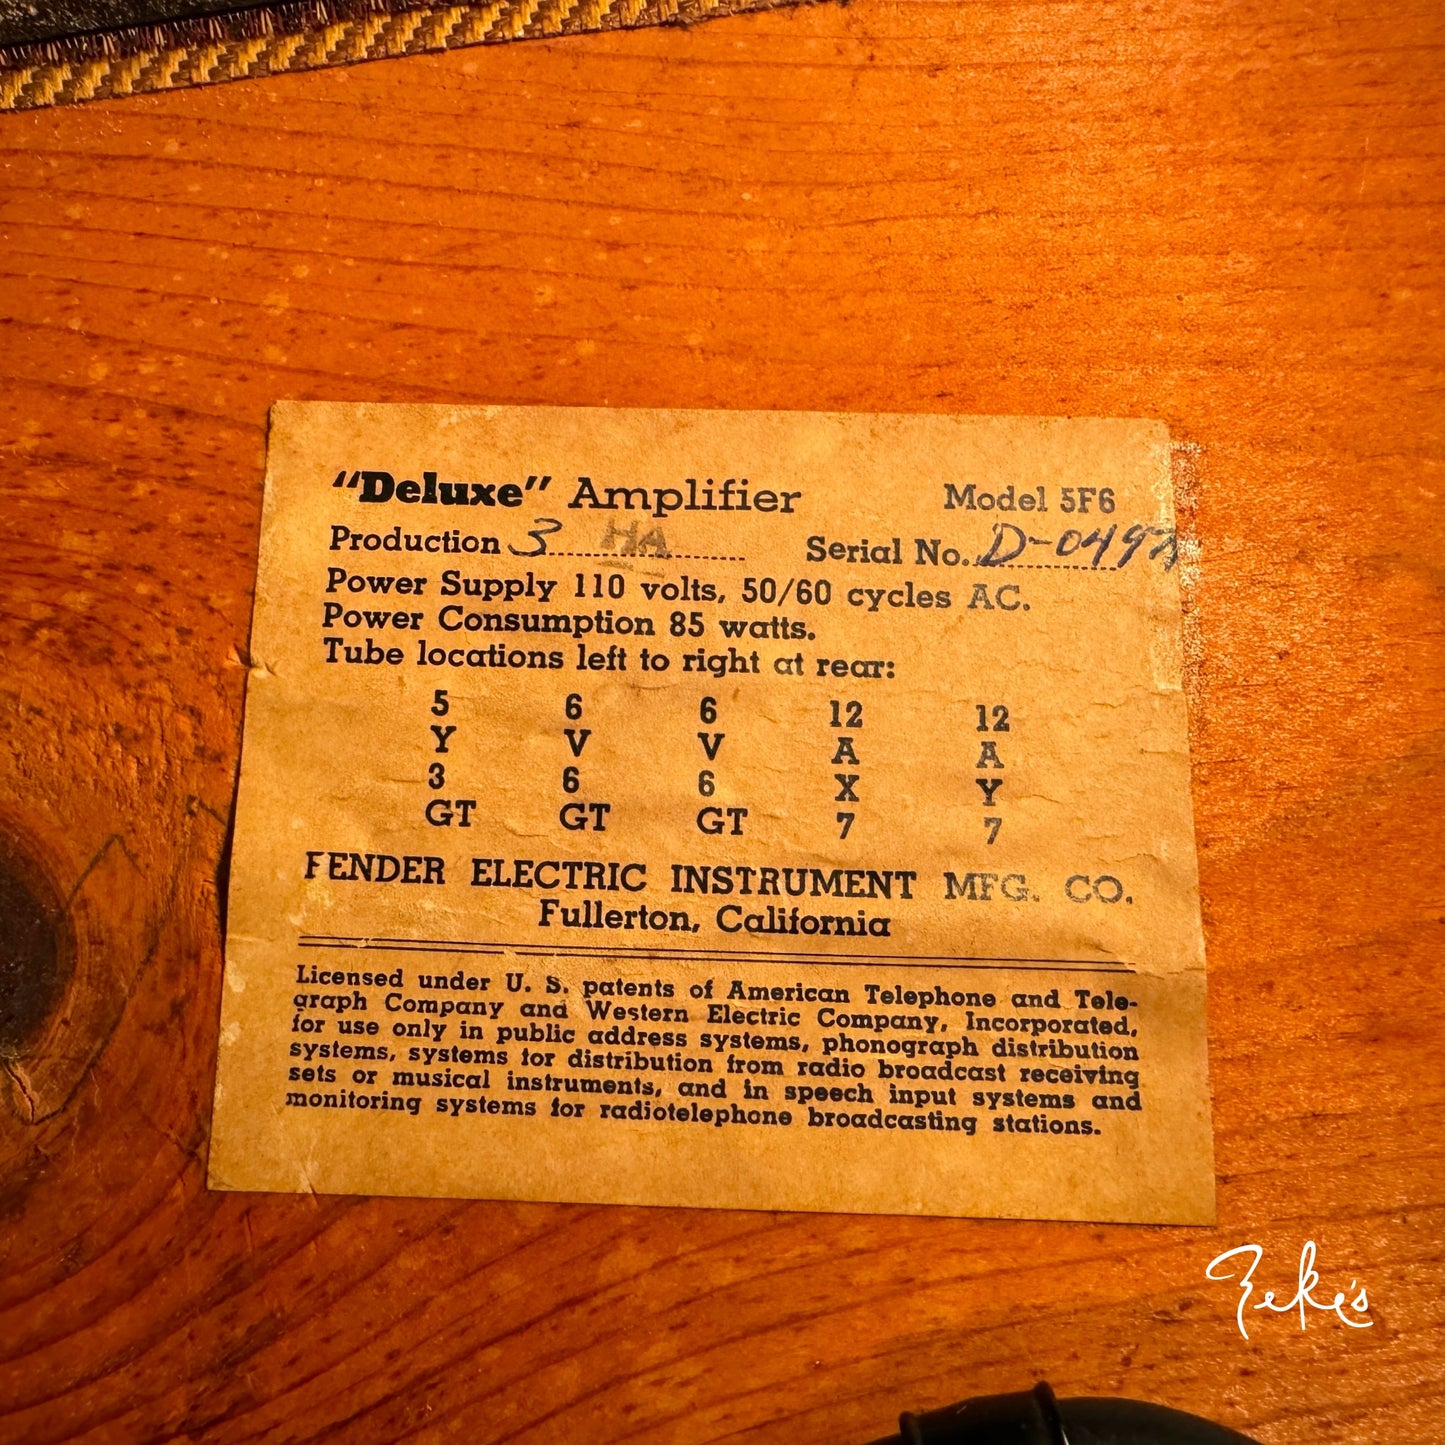 “Deluxe” Amplifier Model 5F6
Production 3 HA Serial No. D-0492
Power Supply 110 volts, 50/60 cycles AC.
Power Consumption 85 watts.
Tube locations left to right at rear:
5 6 6 12 12
Y V V A A
3 6 6 X Y
GT GT GT 7 7
FENDER ELECTRIC INSTRUMENT MFG. CO.
Fullerton, California
Licensed under U. S. patents of American Telephone and Tele-
graph Company and Western Electric Company, Incorporated,
for use only in public address systems, phonograph distribution
systems, systems for distribution from radio broadcast receiving
sets or musical instruments, and in speech input systems and
monitoring systems for radiotelephone broadcasting stations.
Zeke's